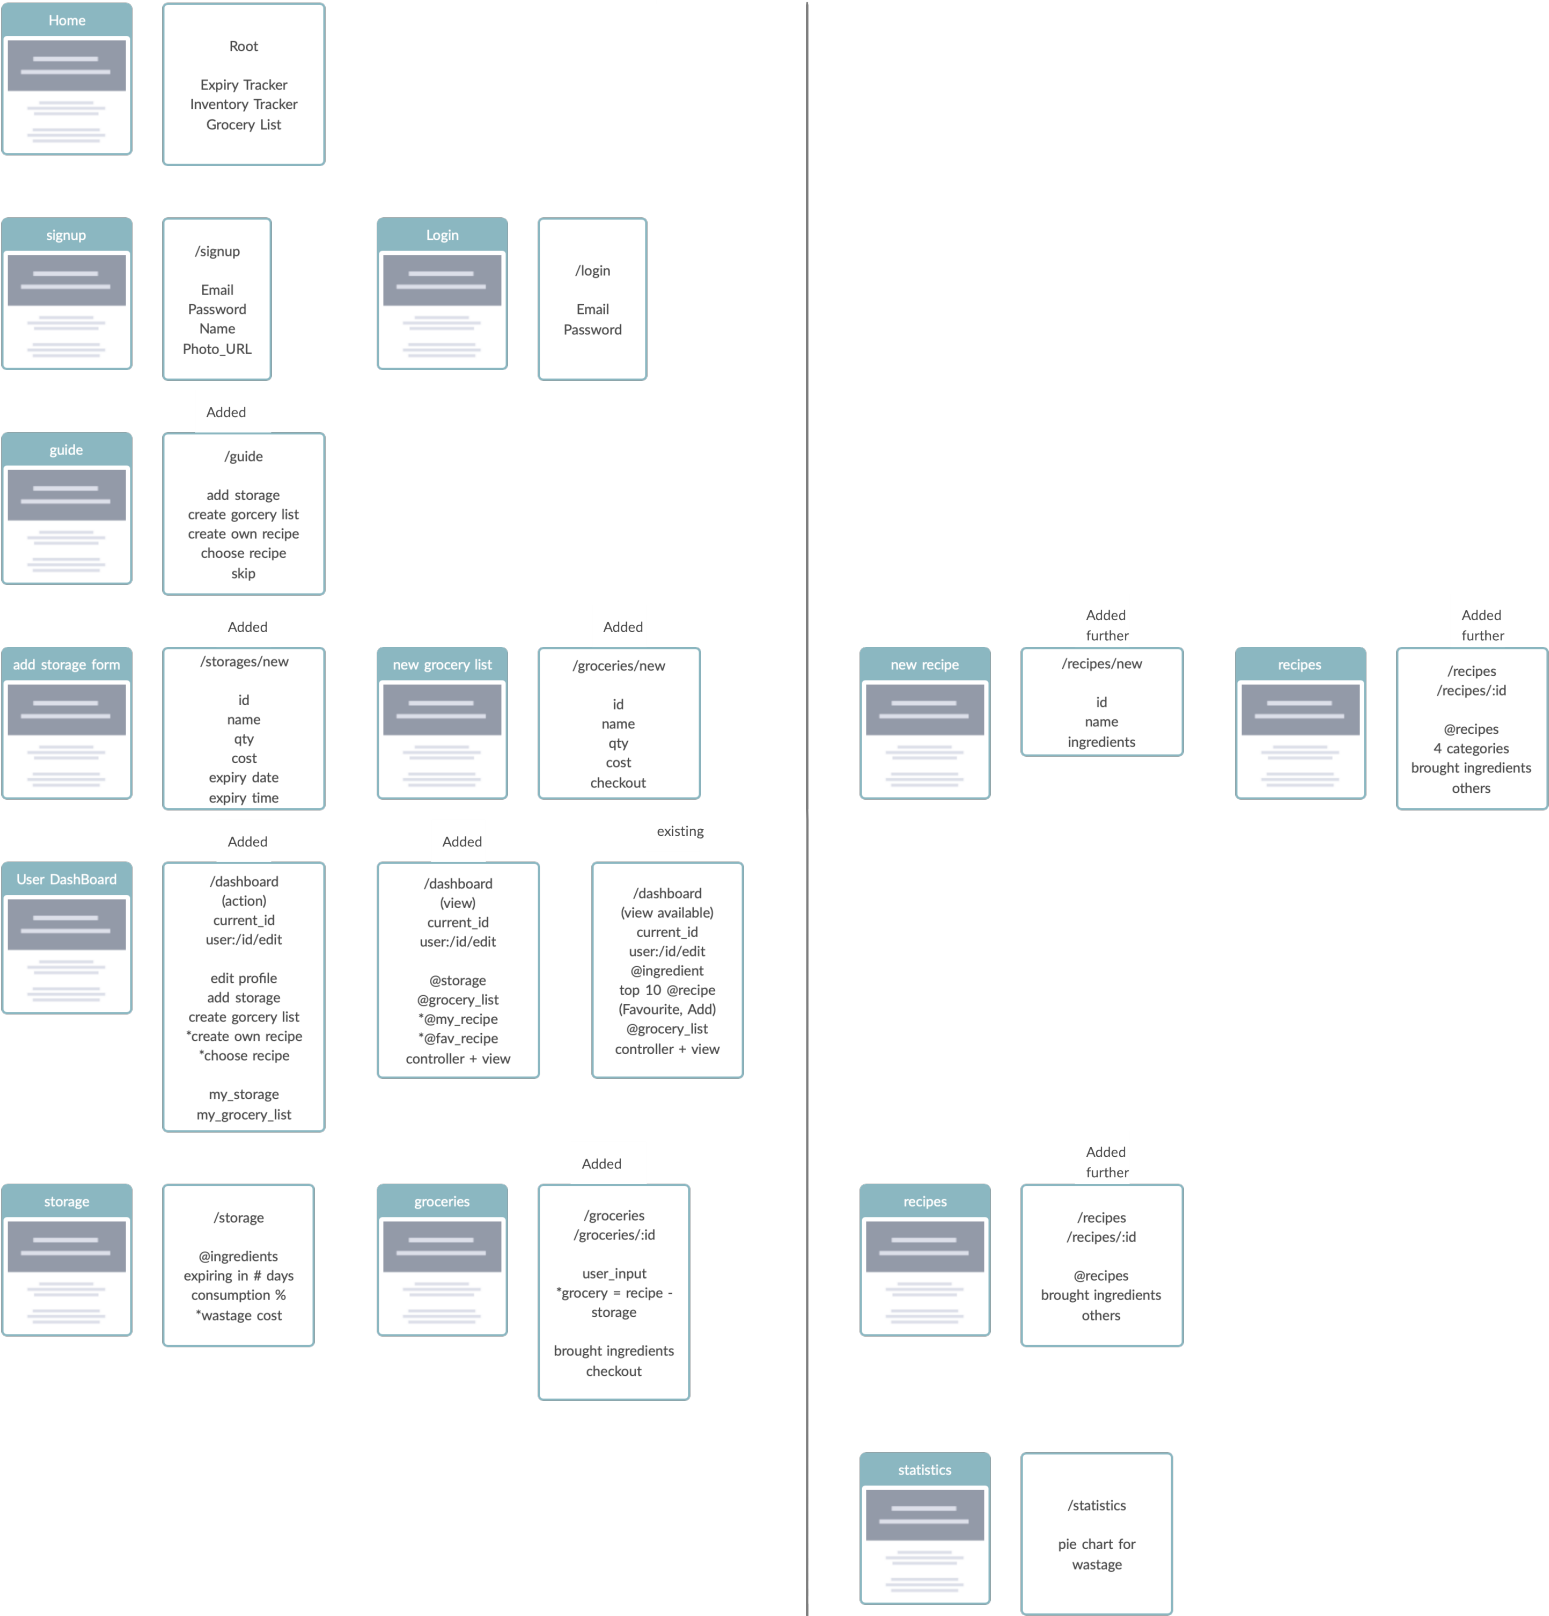 Home
Root
Expiry Tracker
Inventory Tracker
Grocery List
signup
/signup
Email
Password
Name
Photo_URL
Login
/login
Email
Password
guide
Added
/guide
add storage
create gorcery list
create own recipe
choose recipe
skip
add storage form
Added
/storages/new
id
name
qty
cost
expiry date
expiry time
new grocery list
Added
/groceries/new
id
name
qty
cost
checkout
new recipe
Added
further
/recipes/new
id
name
ingredients
recipes
Added
further
/recipes
/recipes/:id
@recipes
4 categories
brought ingredients
others
User DashBoard
Added
/dashboard
(action)
current_id
user:/id/edit
edit profile
add storage
create gorcery list
*create own recipe
*choose recipe
my_storage
my_grocery_list
Added
/dashboard
(view)
current_id
user:/id/edit
@storage
@grocery_list
*@my_recipe
*@fav_recipe
controller + view
existing
/dashboard
(view available)
current_id
user:/id/edit
@ingredient
top 10 @recipe
(Favourite, Add)
@grocery_list
controller + view
storage
/storage
@ingredients
expiring in # days
consumption %
*wastage cost
groceries
Added
/groceries
/groceries/:id
user_input
*grocery = recipe -
storage
brought ingredients
checkout
recipes
Added
further
/recipes
/recipes/:id
@recipes
brought ingredients
others
statistics
/statistics
pie chart for
wastage